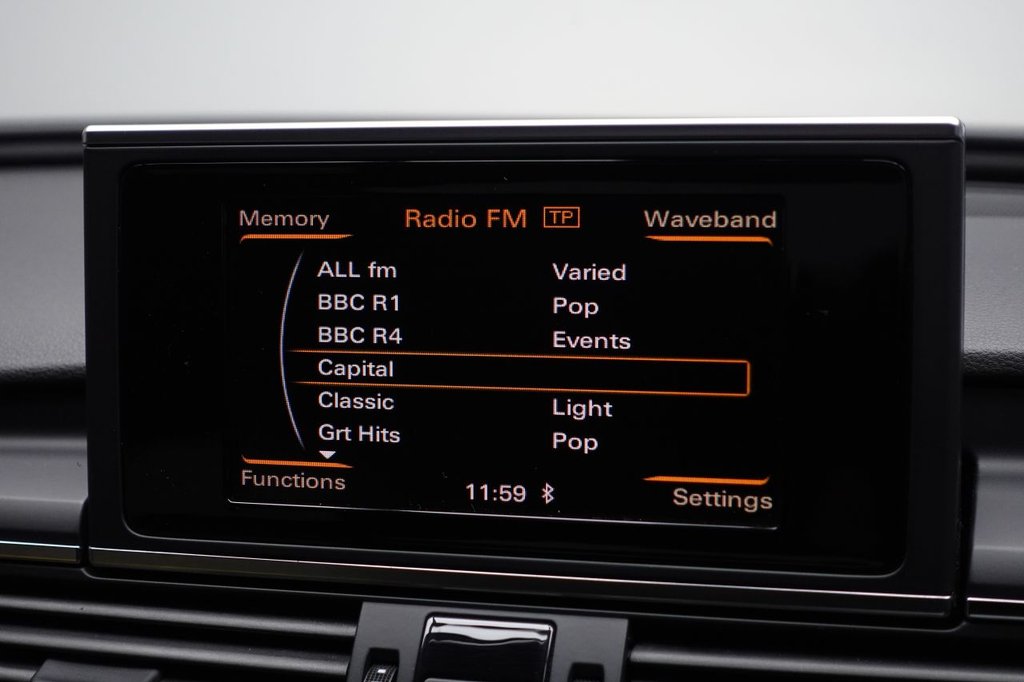 Memory Radio FM TP Waveband
ALL fm Varied
BBC R1 Pop
BBC R4 Events
Capital
Classic Light
Grt Hits Pop
Functions 11:59 Settings